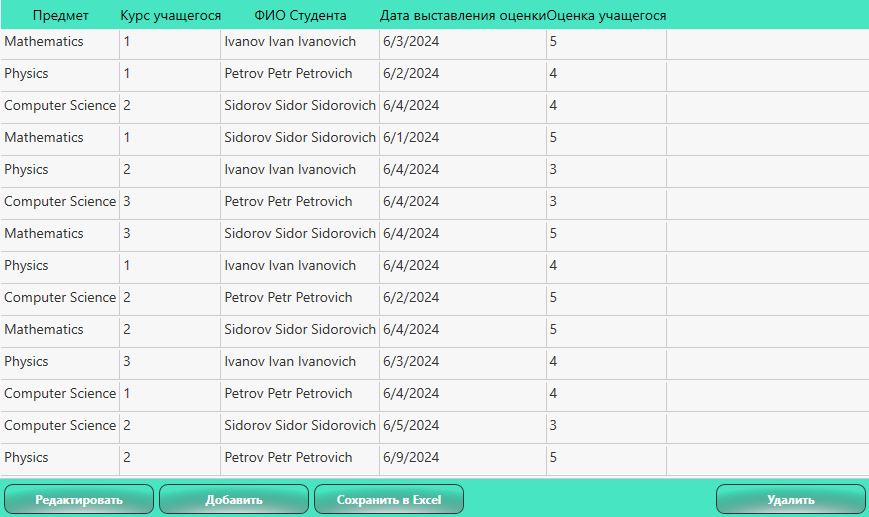 Предмет Курс учащегося ФИО Студента Дата выставления оценки Оценка учащегося
Mathematics 1 Ivanov Ivan Ivanovich 6/3/2024 5
Physics 1 Petrov Petr Petrovich 6/2/2024 4
Computer Science 2 Sidorov Sidor Sidorovich 6/4/2024 4
Mathematics 1 Sidorov Sidor Sidorovich 6/1/2024 5
Physics 2 Ivanov Ivan Ivanovich 6/4/2024 3
Computer Science 3 Petrov Petr Petrovich 6/4/2024 3
Mathematics 3 Sidorov Sidor Sidorovich 6/4/2024 5
Physics 1 Ivanov Ivan Ivanovich 6/4/2024 4
Computer Science 2 Petrov Petr Petrovich 6/2/2024 5
Mathematics 2 Sidorov Sidor Sidorovich 6/4/2024 5
Physics 3 Ivanov Ivan Ivanovich 6/3/2024 4
Computer Science 1 Petrov Petr Petrovich 6/4/2024 4
Computer Science 2 Sidorov Sidor Sidorovich 6/5/2024 3
Physics 2 Petrov Petr Petrovich 6/9/2024 5
Редактировать Добавить Сохранить в Excel Удалить